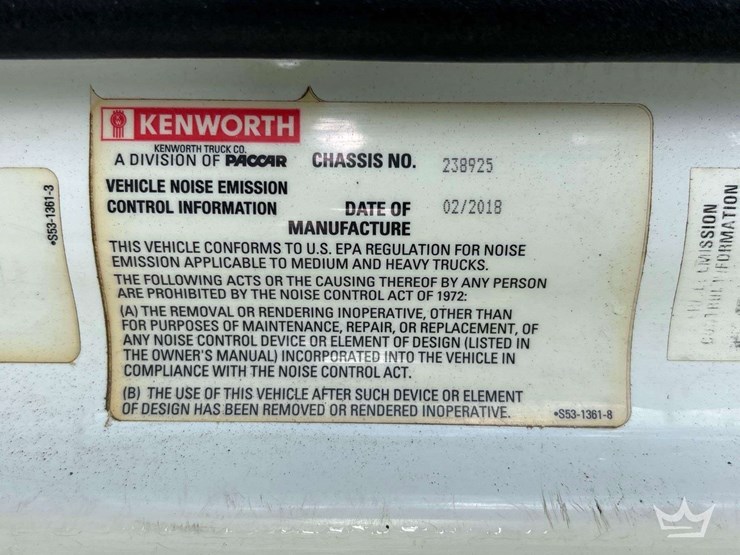 KENWORTH
KENWORTH TRUCK CO.
A DIVISION OF PACCAR
CHASSIS NO. 238925
VEHICLE NOISE EMISSION
CONTROL INFORMATION
DATE OF MANUFACTURE 02/2018
THIS VEHICLE CONFORMS TO U.S. EPA REGULATION FOR NOISE
EMISSION APPLICABLE TO MEDIUM AND HEAVY TRUCKS.
THE FOLLOWING ACTS OR THE CAUSING THEREOF BY ANY PERSON
ARE PROHIBITED BY THE NOISE CONTROL ACT OF 1972:
(A) THE REMOVAL OR RENDERING INOPERATIVE, OTHER THAN
FOR PURPOSES OF MAINTENANCE, REPAIR, OR REPLACEMENT, OF
ANY NOISE CONTROL DEVICE OR ELEMENT OF DESIGN (LISTED IN
THE OWNER'S MANUAL) INCORPORATED INTO THE VEHICLE IN
COMPLIANCE WITH THE NOISE CONTROL ACT.
(B) THE USE OF THIS VEHICLE AFTER SUCH DEVICE OR ELEMENT
OF DESIGN HAS BEEN REMOVED OR RENDERED INOPERATIVE.
*S53-1361-8
*S53-1361-3